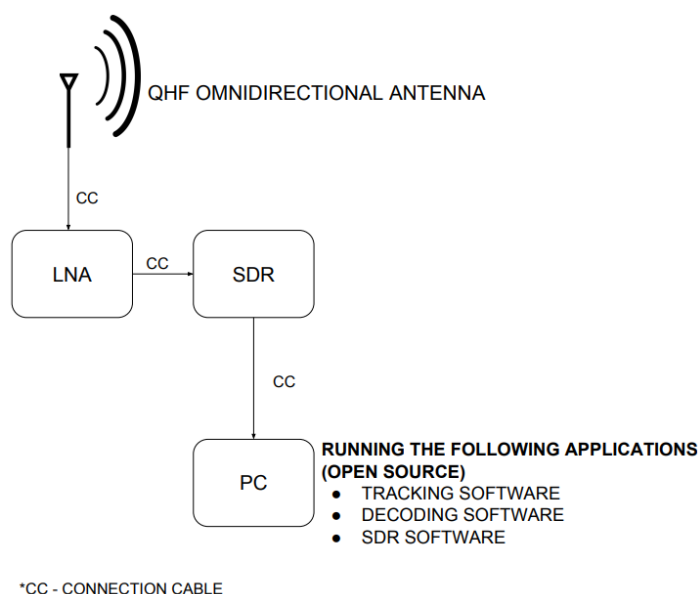 QHF OMNIDIRECTIONAL ANTENNA
CC
LNA
CC
SDR
CC
PC
RUNNING THE FOLLOWING APPLICATIONS
(OPEN SOURCE)
● TRACKING SOFTWARE
● DECODING SOFTWARE
● SDR SOFTWARE
*CC - CONNECTION CABLE